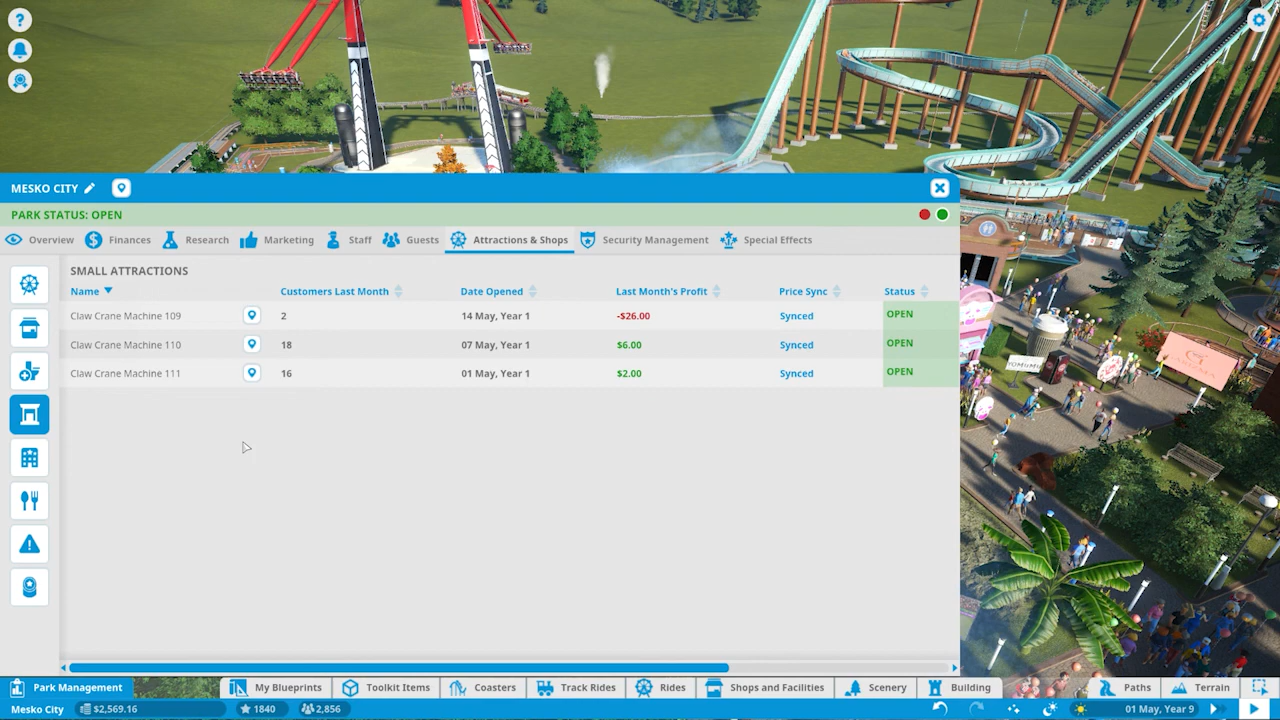 MESKO CITY
PARK STATUS: OPEN
Overview Finances Research Marketing Staff Guests Attractions & Shops Security Management Special Effects
SMALL ATTRACTIONS
Name Customers Last Month Date Opened Last Month's Profit Price Sync Status
Claw Crane Machine 109 2 14 May, Year 1 -$26.00 Synced OPEN
Claw Crane Machine 110 18 07 May, Year 1 $6.00 Synced OPEN
Claw Crane Machine 111 16 01 May, Year 1 $2.00 Synced OPEN
Park Management My Blueprints Toolkit Items Coasters Track Rides Rides Shops and Facilities Scenery Building Paths Terrain
Mesko City $2,569.16 1840 2,856 01 May, Year 9